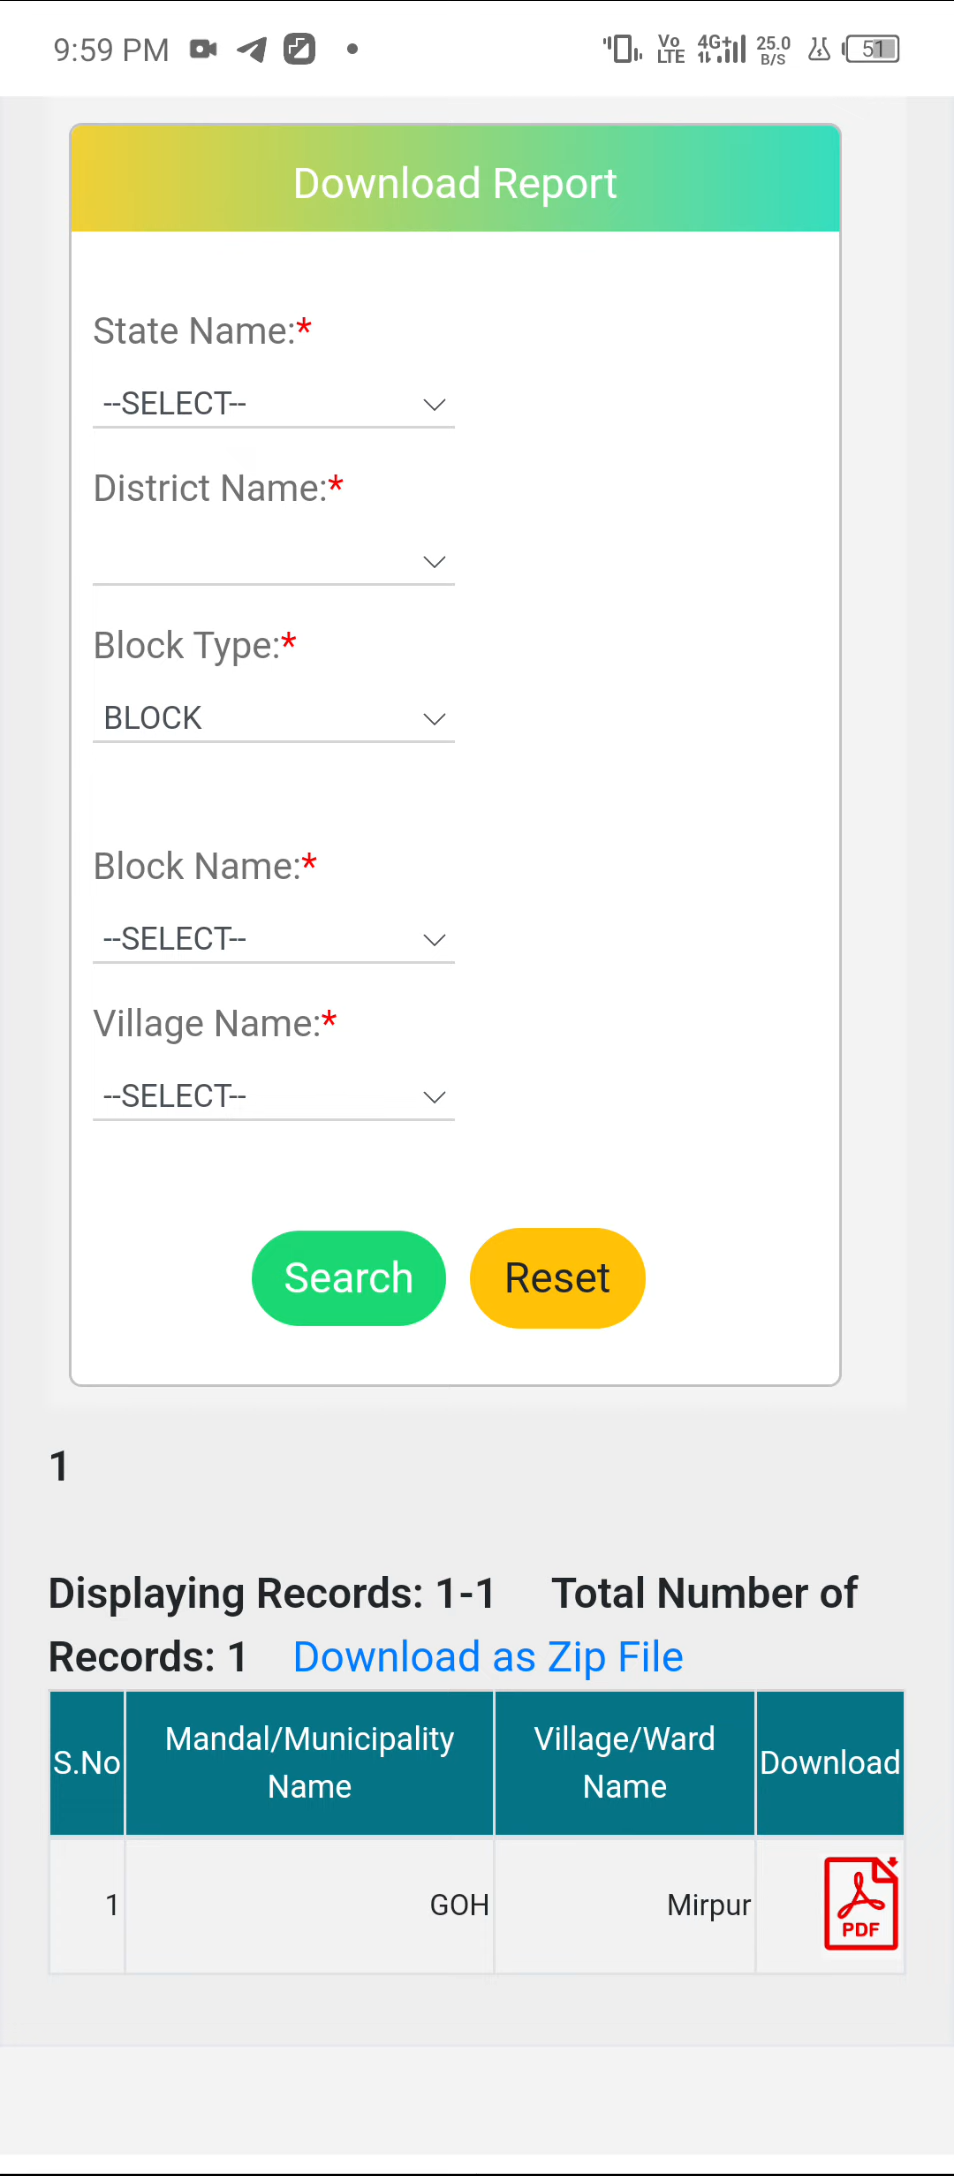 9:59 PM
Vo LTE 4G+ 25.0 B/S 51
Download Report
State Name:*
--SELECT--
District Name:*
Block Type:*
BLOCK
Block Name:*
--SELECT--
Village Name:*
--SELECT--
Search Reset
1
Displaying Records: 1-1 Total Number of
Records: 1 Download as Zip File
S.No Mandal/Municipality Name Village/Ward Name Download
1 GOH Mirpur PDF